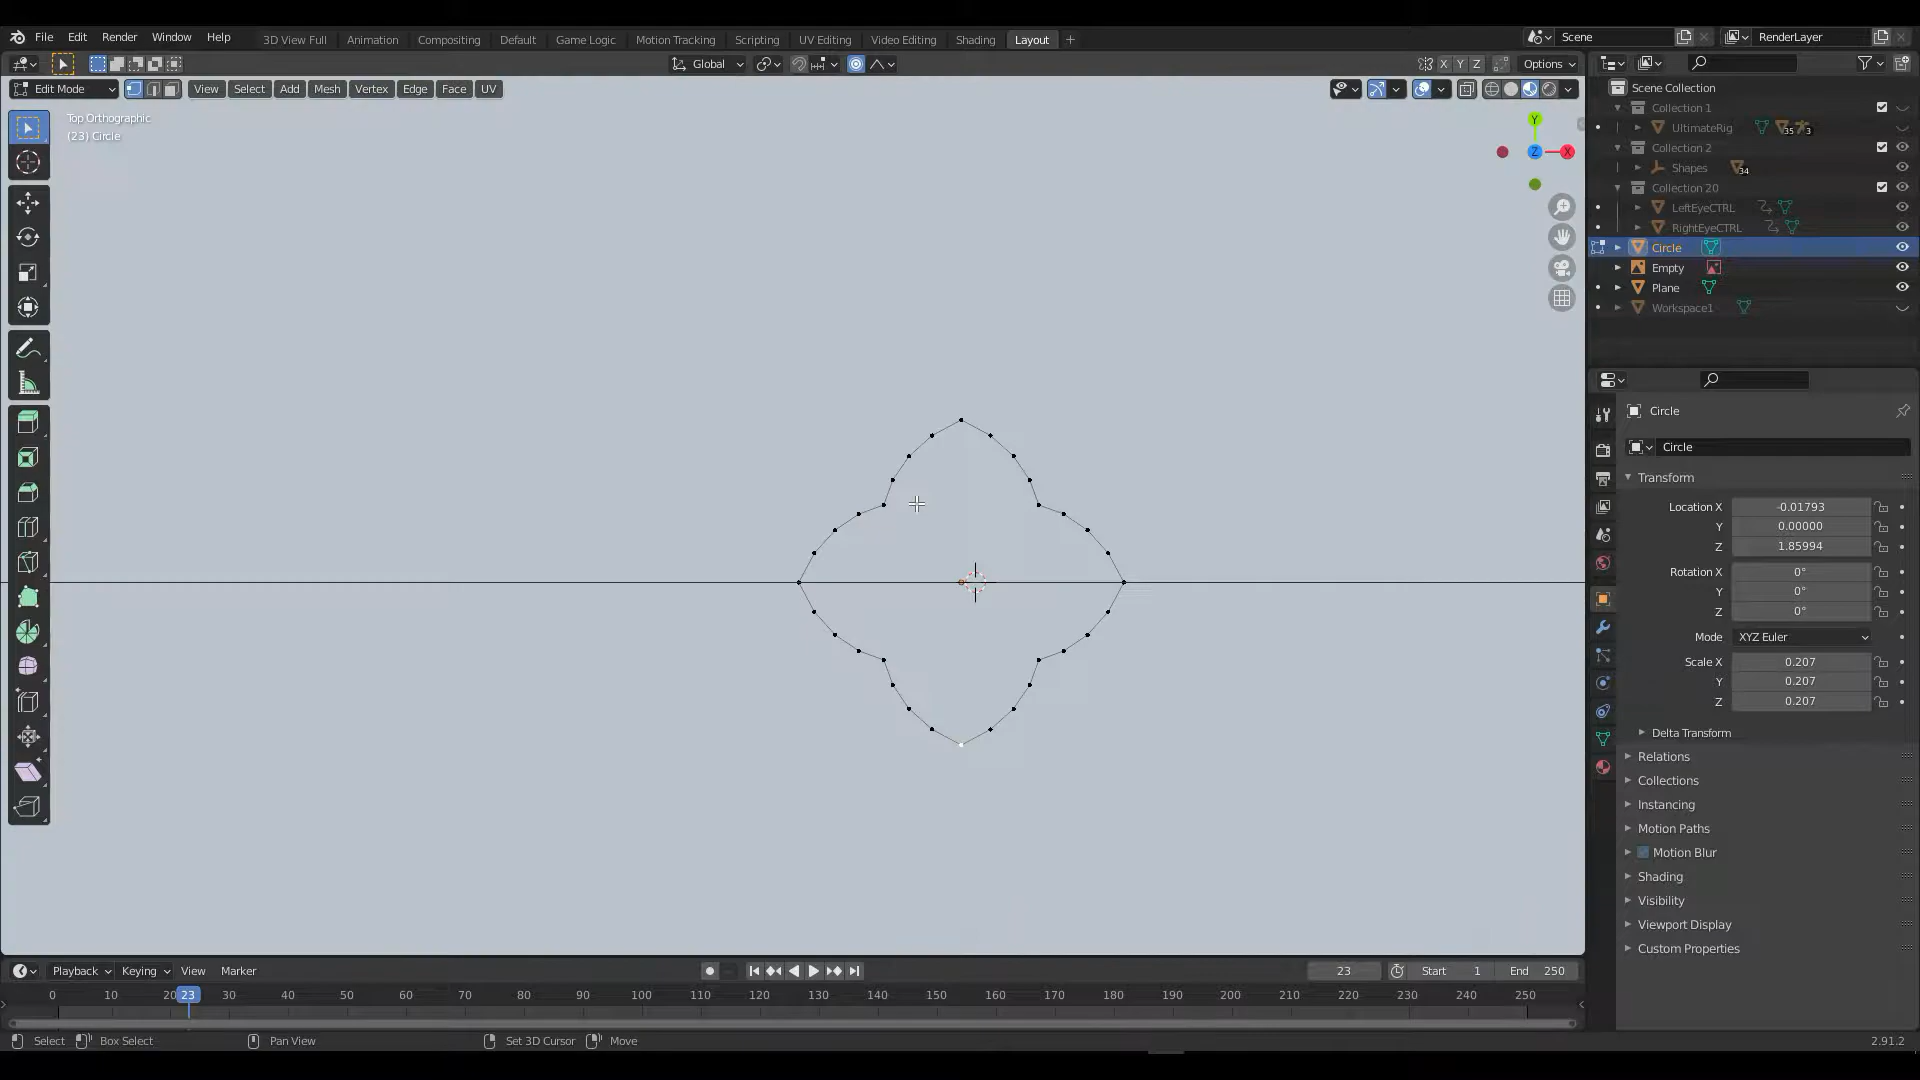 File Edit Render Window Help 3D View Full Animation Compositing Default Game Logic Motion Tracking Scripting UV Editing Video Editing Shading Layout + Scene RenderLayer
Global X Y Z Options
Edit Mode View Select Add Mesh Vertex Edge Face UV
Top Orthographic
(23) Circle
Y
Z X
Scene Collection
Collection 1
UltimateRig 35 3
Collection 2
Shapes 34
Collection 20
LeftEyeCTRL
RightEyeCTRL
Circle
Empty
Plane
Workspace1
Circle
Circle
Transform
Location X -0.01793
Y 0.00000
Z 1.85994
Rotation X 0°
Y 0°
Z 0°
Mode XYZ Euler
Scale X 0.207
Y 0.207
Z 0.207
Delta Transform
Relations
Collections
Instancing
Motion Paths
Motion Blur
Shading
Visibility
Viewport Display
Custom Properties
Playback Keying View Marker 23 Start 1 End 250
0 10 20 23 30 40 50 60 70 80 90 100 110 120 130 140 150 160 170 180 190 200 210 220 230 240 250
Select Box Select Pan View Set 3D Cursor Move 2.91.2